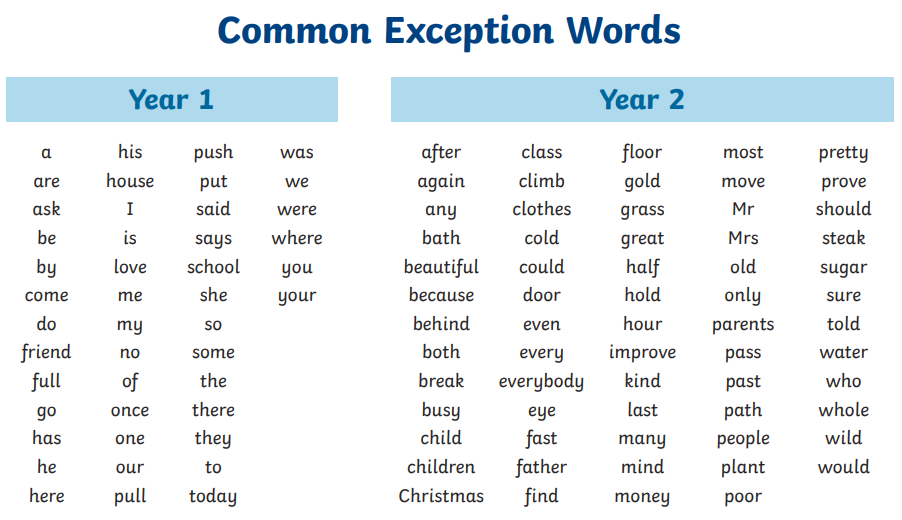 Common Exception Words
Year 1
a his push was
are house put we
ask I said were
be is says where
by love school you
come me she your
do my so
friend no some
full of the
go once there
has one they
he our to
here pull today
Year 2
after class floor most pretty
again climb gold move prove
any clothes grass Mr should
bath cold great Mrs steak
beautiful could half old sugar
because door hold only sure
behind even hour parents told
both every improve pass water
break everybody kind past who
busy eye last path whole
child fast many people wild
children father mind plant would
Christmas find money poor